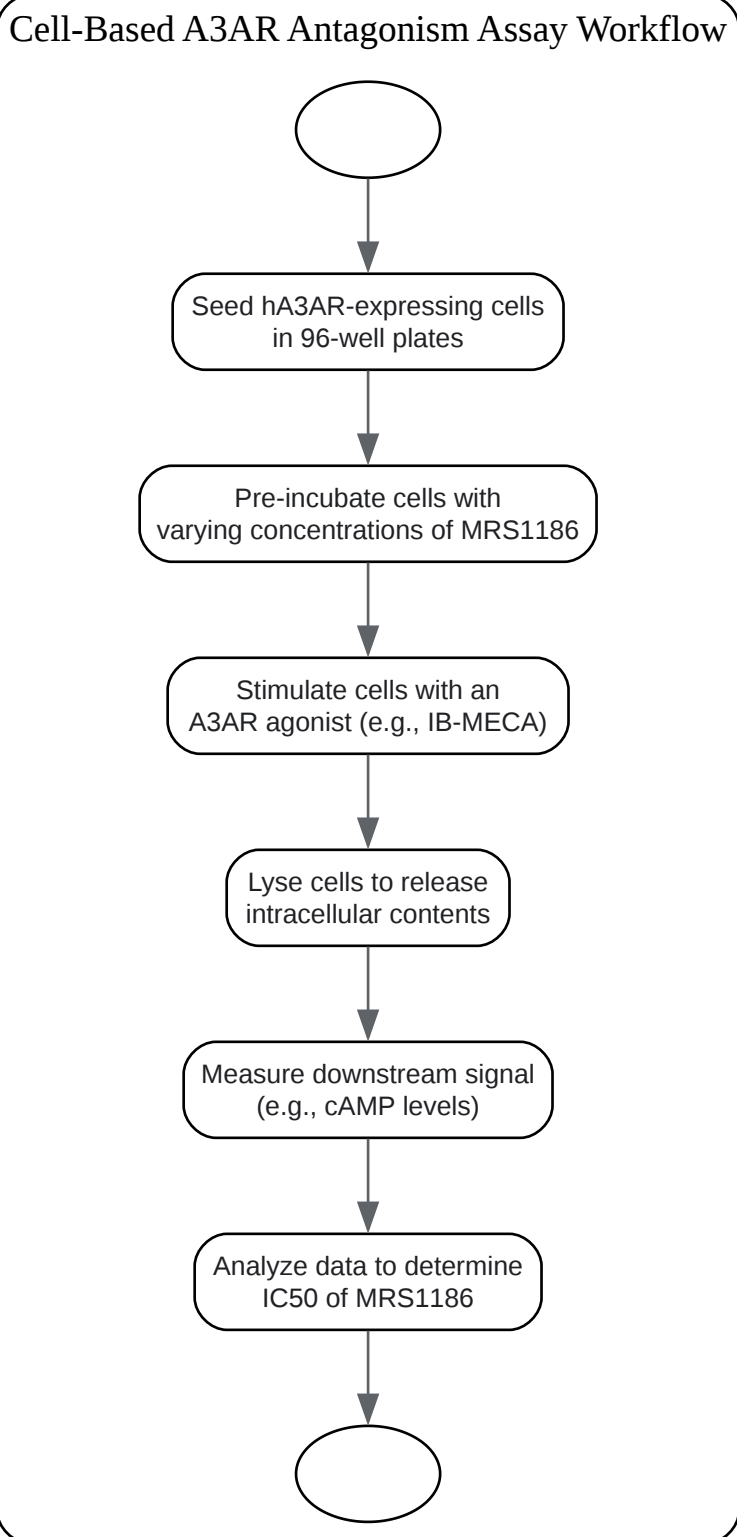 Cell-Based A3AR Antagonism Assay Workflow
Seed hA3AR-expressing cells
in 96-well plates
Pre-incubate cells with
varying concentrations of MRS1186
Stimulate cells with an
A3AR agonist (e.g., IB-MECA)
Lyse cells to release
intracellular contents
Measure downstream signal
(e.g., cAMP levels)
Analyze data to determine
IC50 of MRS1186